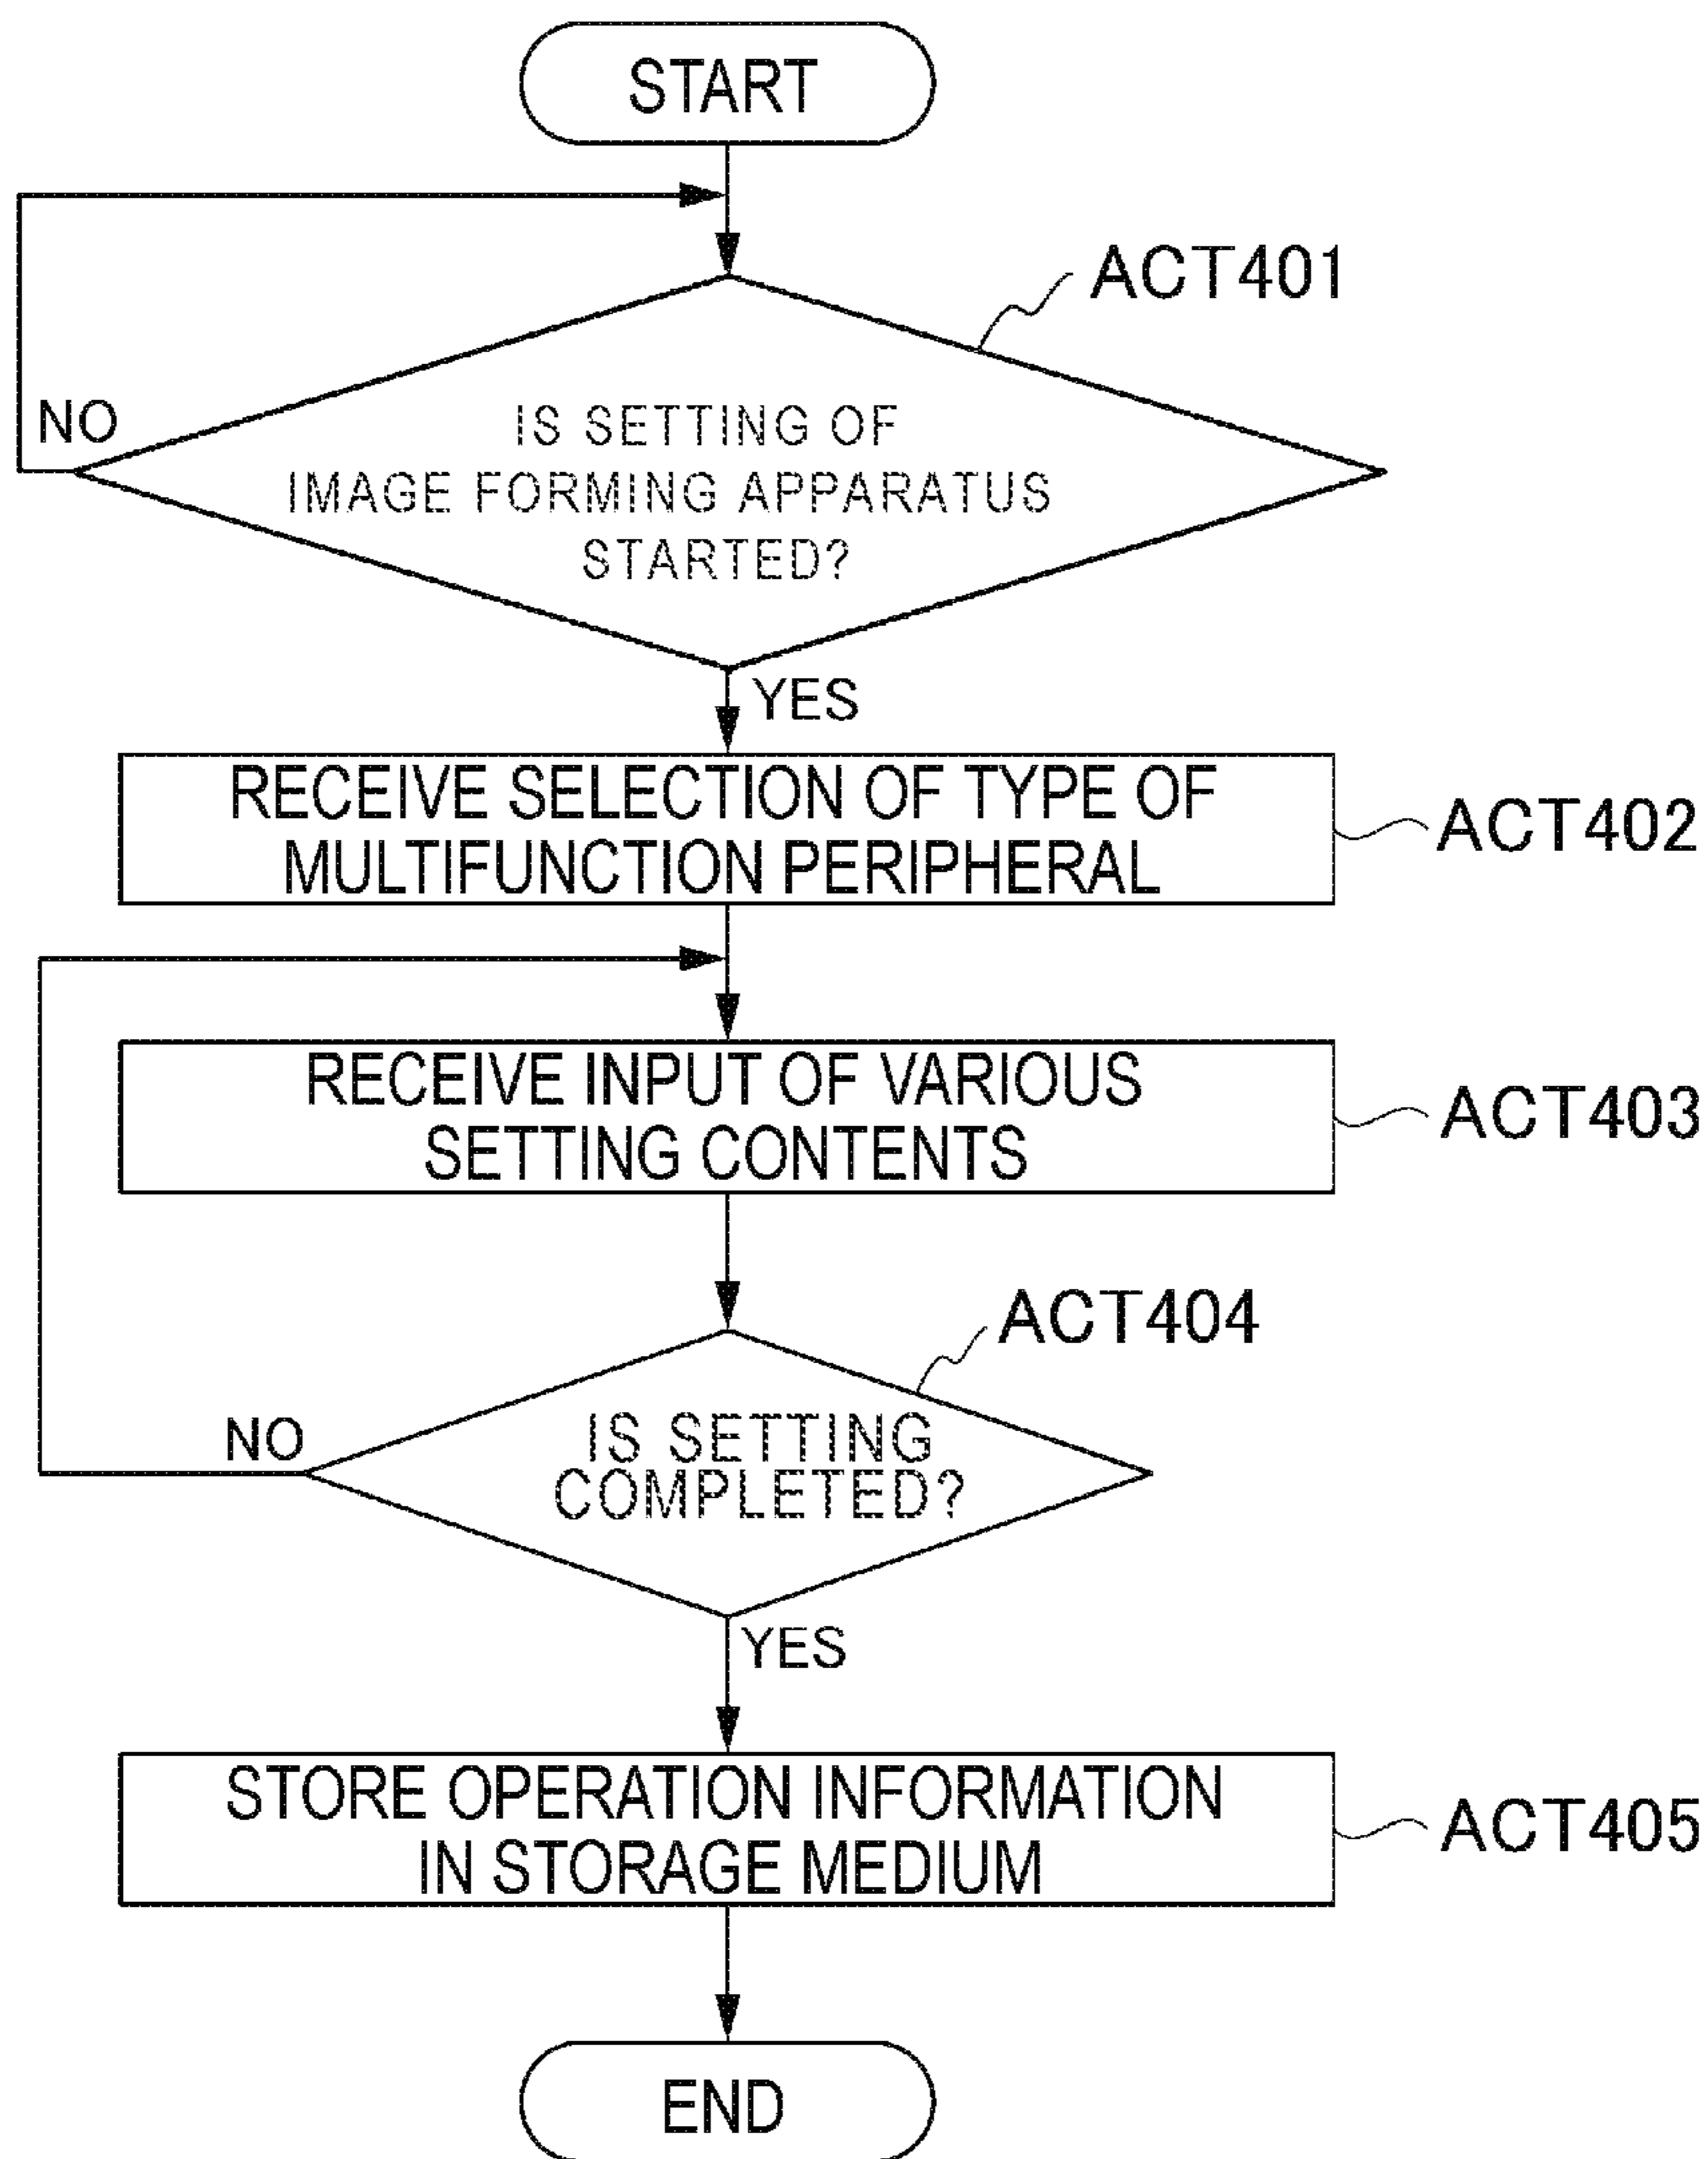 START
ACT401
NO
IS SETTING OF
IMAGE FORMING APPARATUS
STARTED?
YES
RECEIVE SELECTION OF TYPE OF
MULTIFUNCTION PERIPHERAL
ACT402
RECEIVE INPUT OF VARIOUS
SETTING CONTENTS
ACT403
ACT404
NO
IS SETTING
COMPLETED?
YES
STORE OPERATION INFORMATION
IN STORAGE MEDIUM
ACT405
END